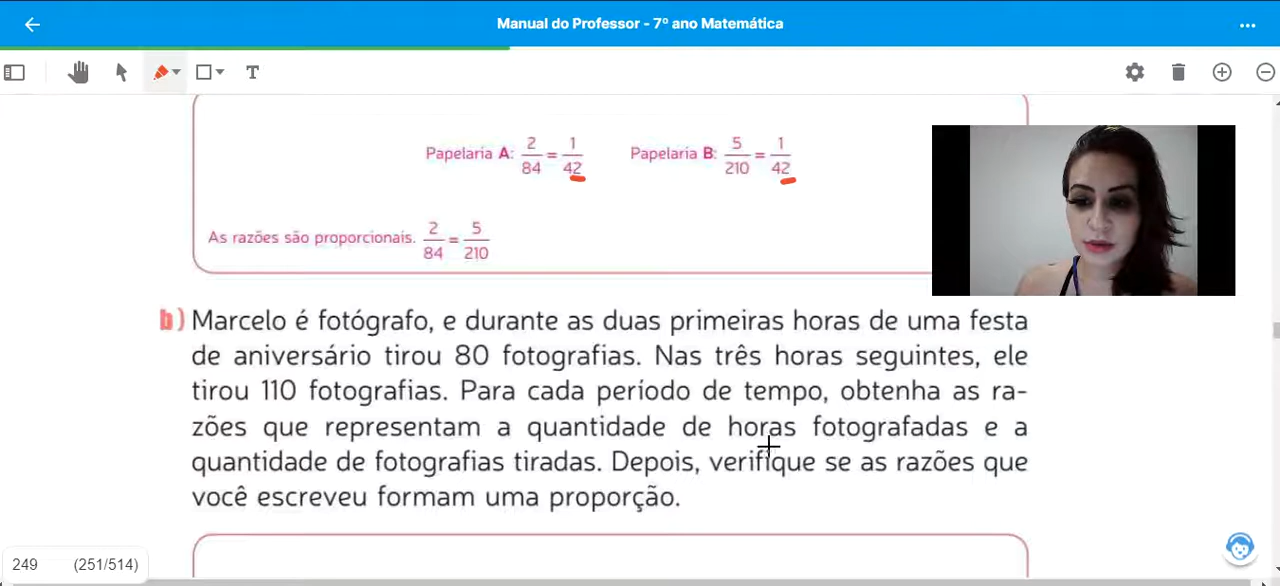 Manual do Professor - 7º ano Matemática
T
Papelaria A: 2/84 = 1/42 Papelaria B: 5/210 = 1/42
As razões são proporcionais. 2/84 = 5/210
b) Marcelo é fotógrafo, e durante as duas primeiras horas de uma festa
de aniversário tirou 80 fotografias. Nas três horas seguintes, ele
tirou 110 fotografias. Para cada período de tempo, obtenha as ra-
zões que representam a quantidade de horas fotografadas e a
quantidade de fotografias tiradas. Depois, verifique se as razões que
você escreveu formam uma proporção.
249 (251/514)